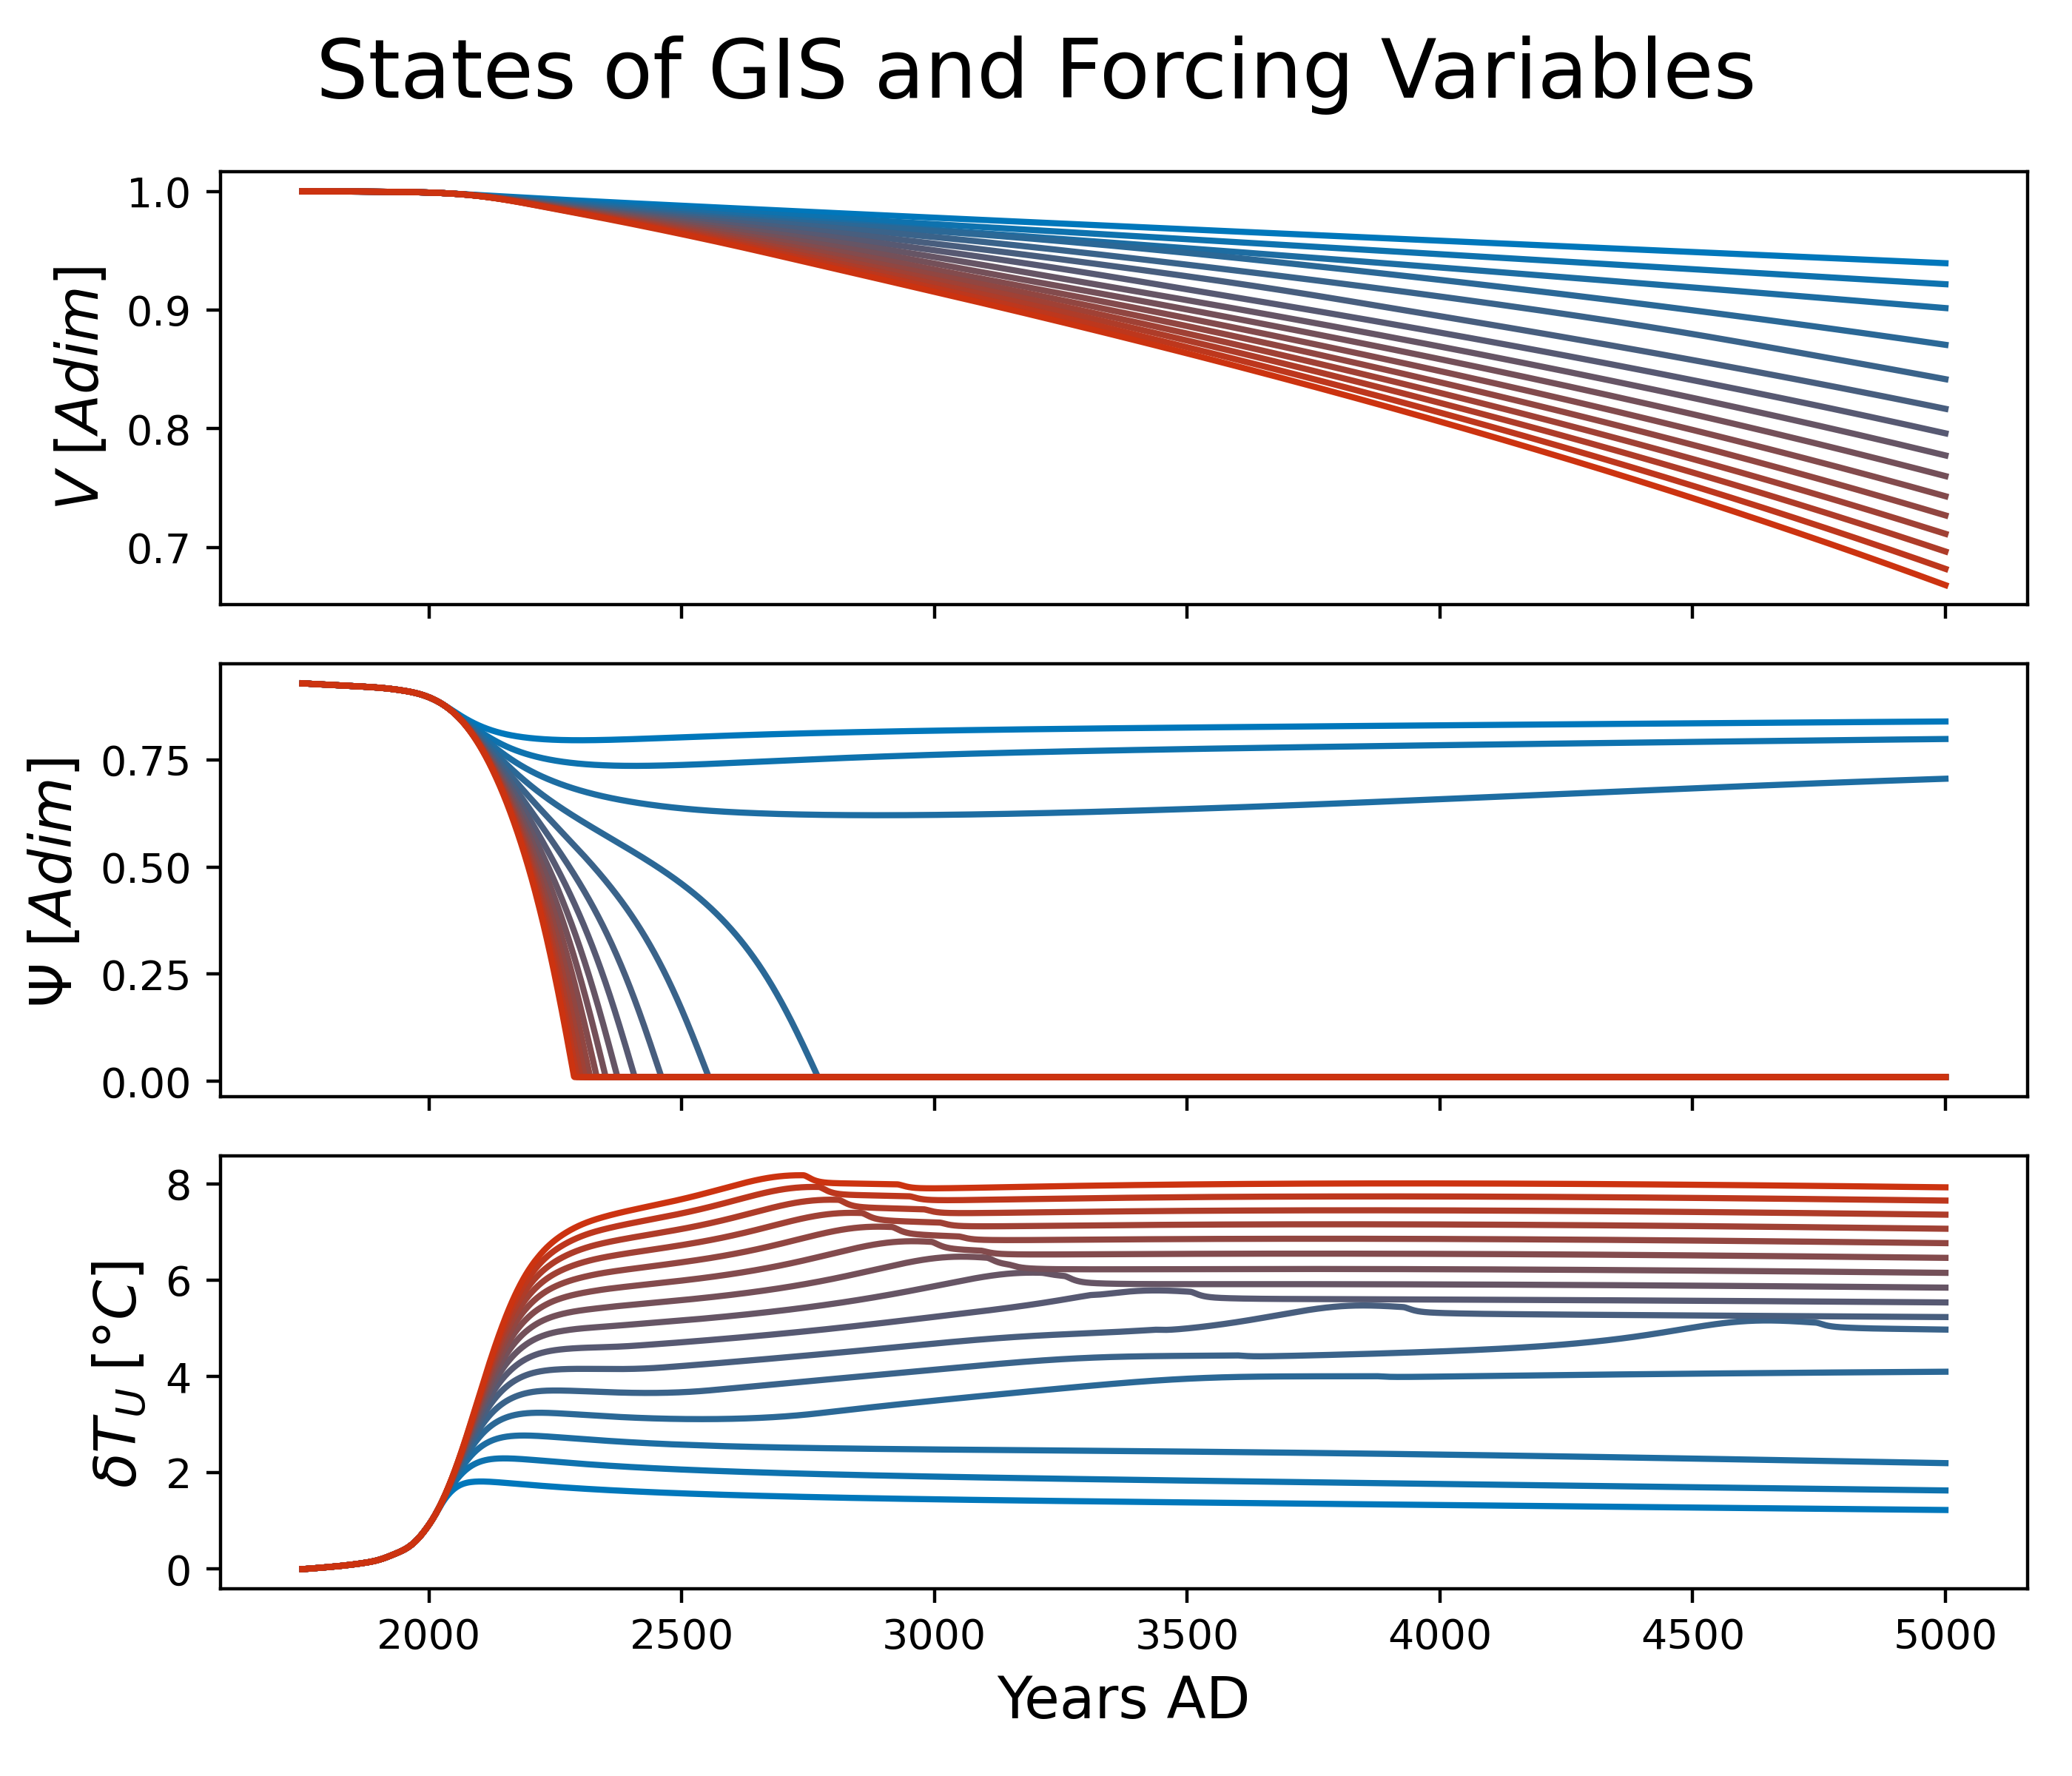 States of GIS and Forcing Variables
V [Adim]
1.0
0.9
0.8
0.7
Ψ [Adim]
0.75
0.50
0.25
0.00
δT_U [°C]
8
6
4
2
0
2000 2500 3000 3500 4000 4500 5000
Years AD